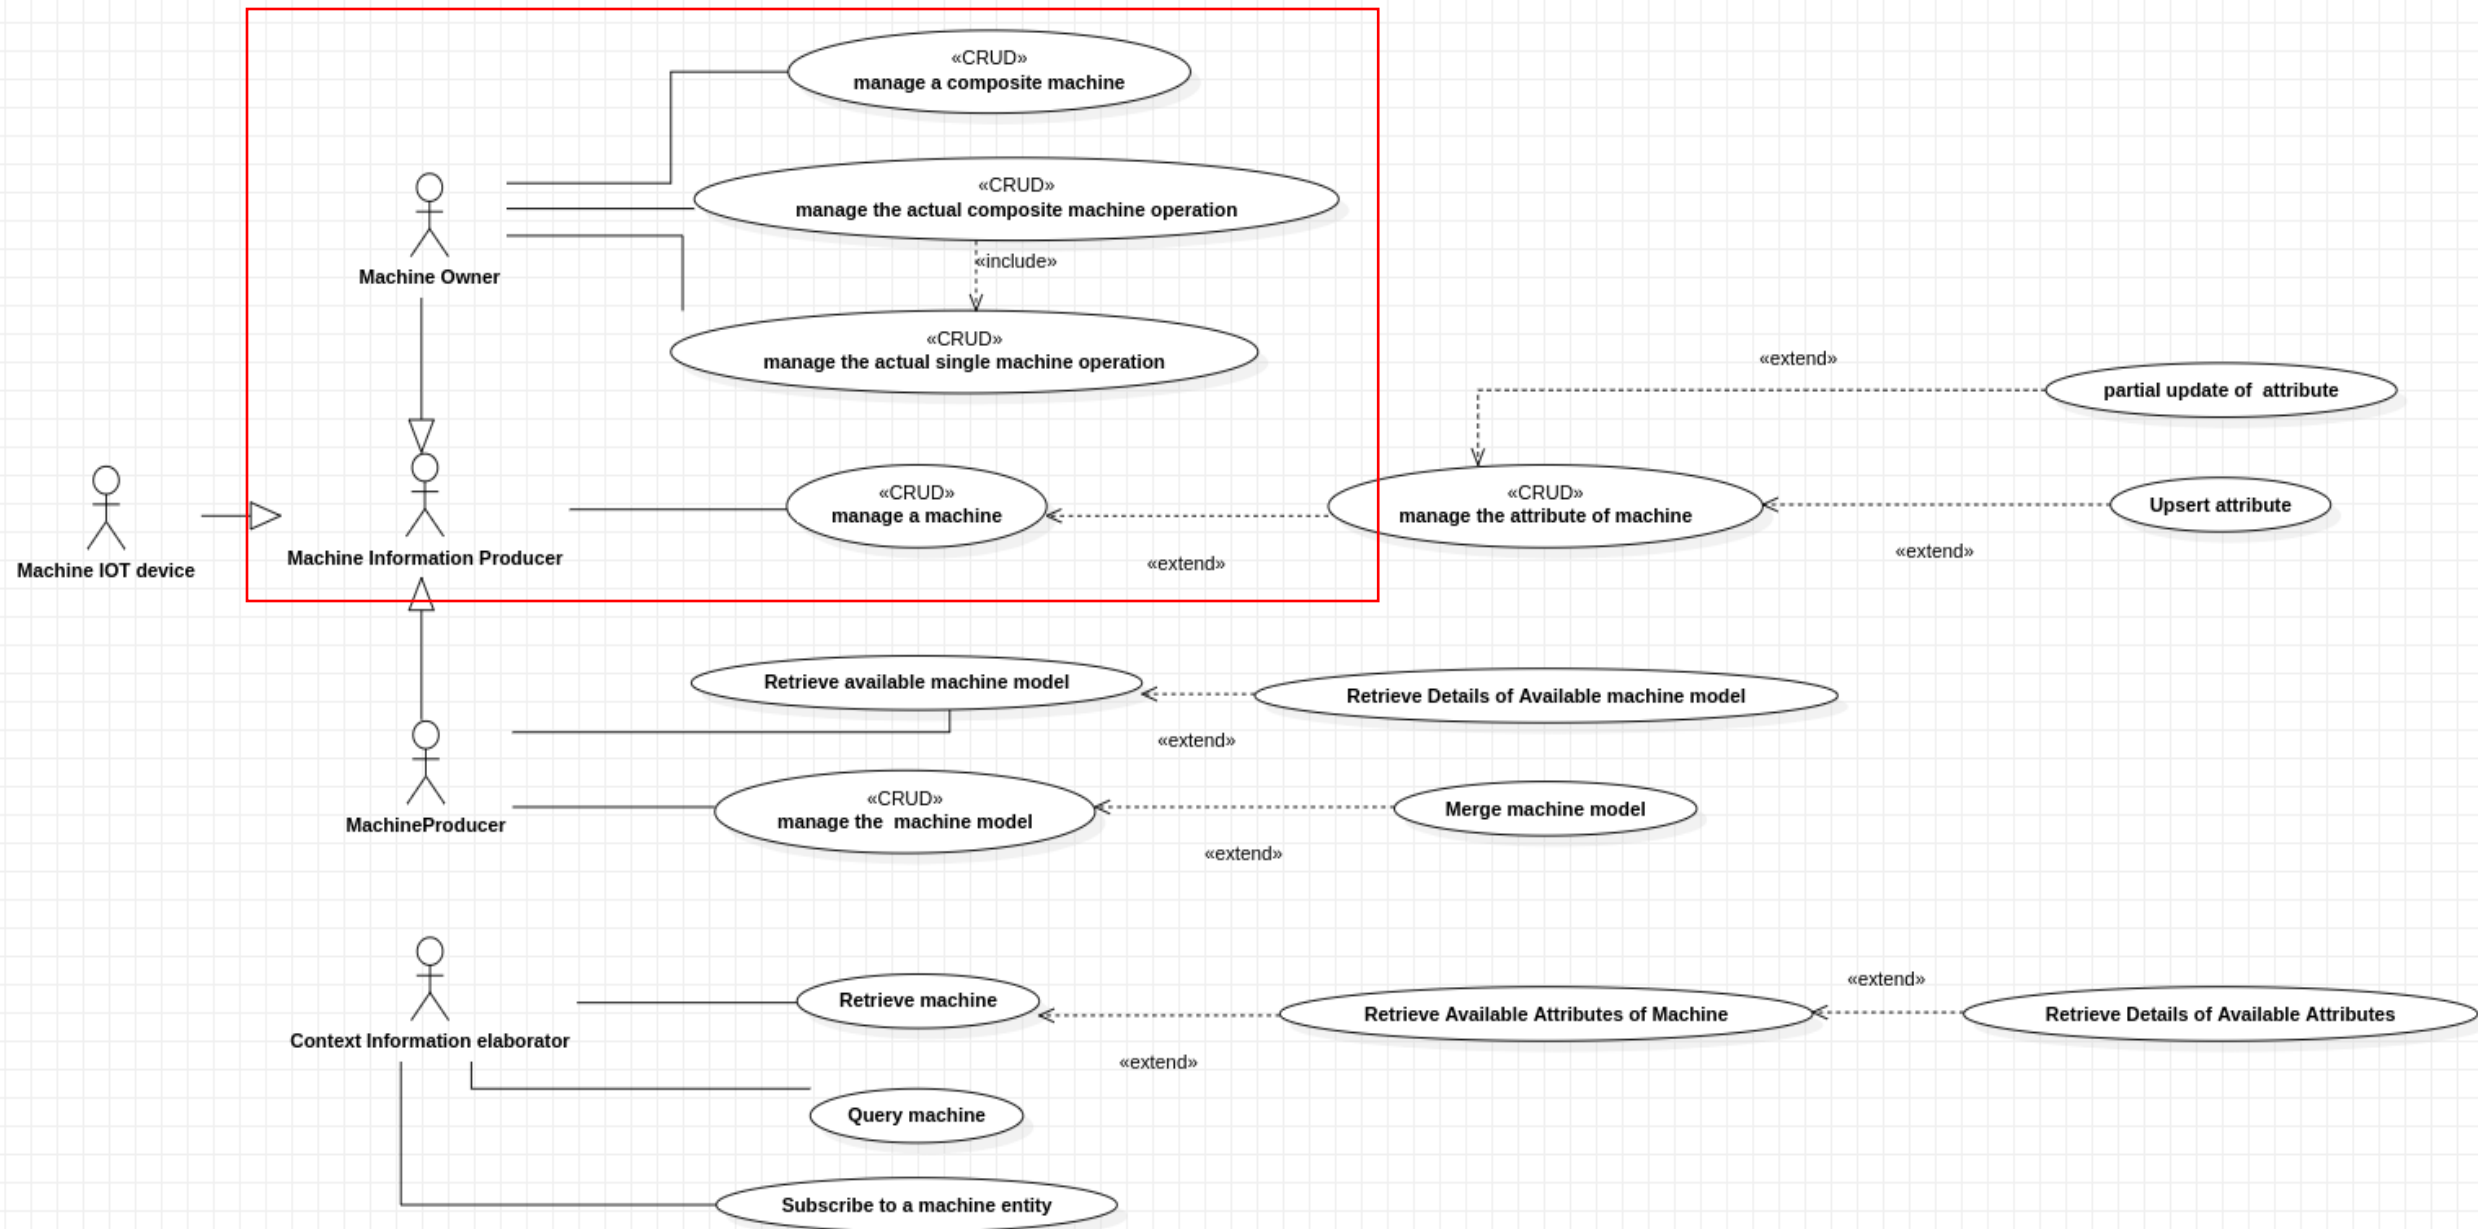 «CRUD»
manage a composite machine
«CRUD»
manage the actual composite machine operation
«include»
Machine Owner
«CRUD»
manage the actual single machine operation
«extend»
partial update of  attribute
«CRUD»
manage a machine
«CRUD»
manage the attribute of machine
Upsert attribute
«extend»
«extend»
Machine Information Producer
Machine IOT device
Retrieve available machine model
Retrieve Details of Available machine model
«extend»
«CRUD»
manage the  machine model
Merge machine model
MachineProducer
«extend»
«extend»
Retrieve machine
Retrieve Available Attributes of Machine
Retrieve Details of Available Attributes
Context Information elaborator
«extend»
Query machine
Subscribe to a machine entity